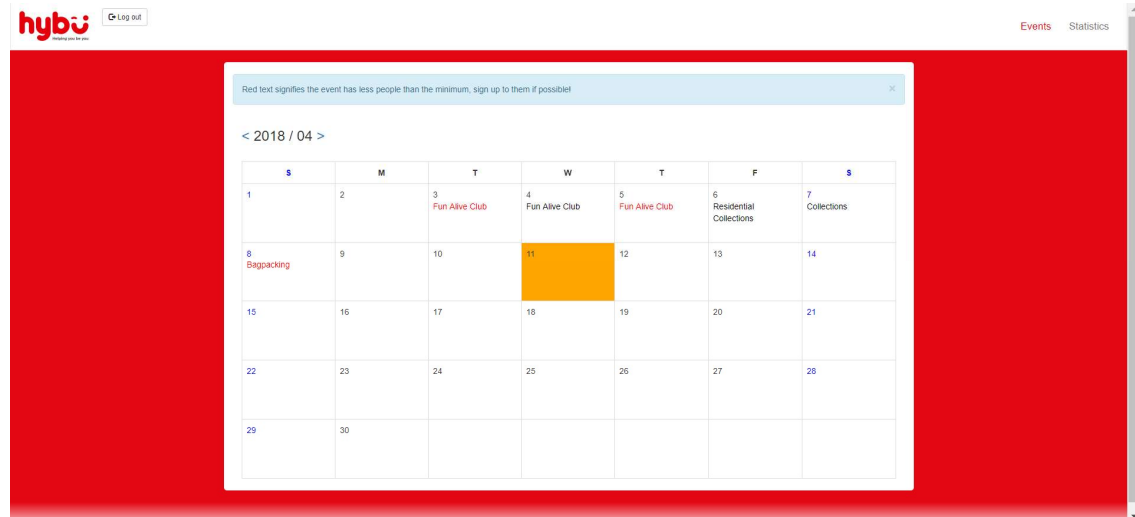 hybü
Helping you be you
Log out
Events
Statistics
Red text signifies the event has less people than the minimum, sign up to them if possible!
×
< 2018 / 04 >
S M T W T F S
1 2 3 4 5 6 7
Fun Alive Club Fun Alive Club Fun Alive Club Residential Collections
Collections
8 9 10 11 12 13 14
Bagpacking
15 16 17 18 19 20 21
22 23 24 25 26 27 28
29 30